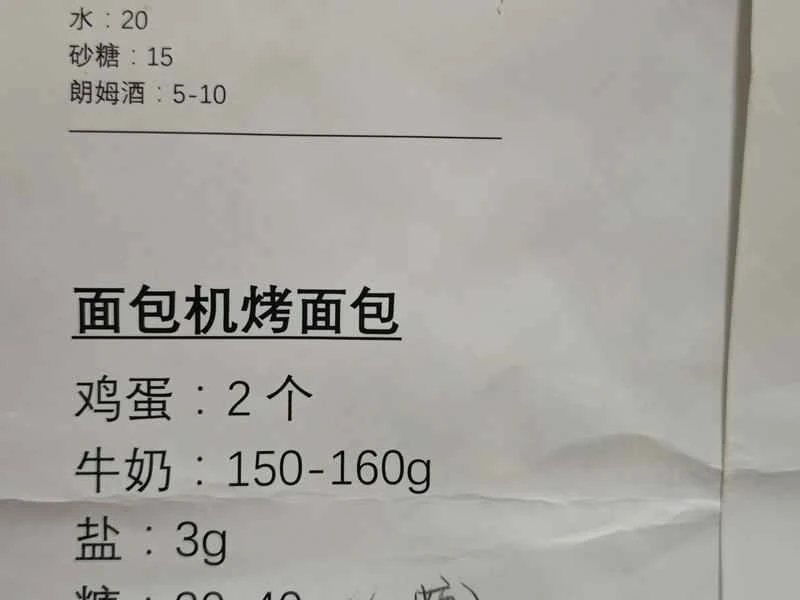 水：20
砂糖：15
朗姆酒：5-10
面包机烤面包
鸡蛋：2 个
牛奶：150-160g
盐：3g
糖：